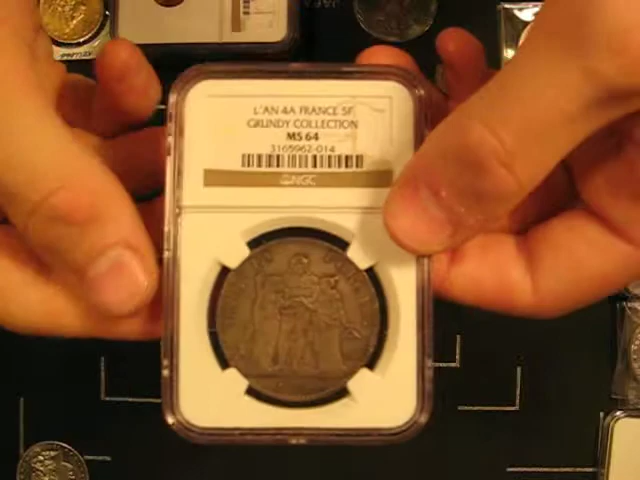 L'AN 4A FRANCE 5F
GRUNDY COLLECTION
MS 64
3165962-014
NGC